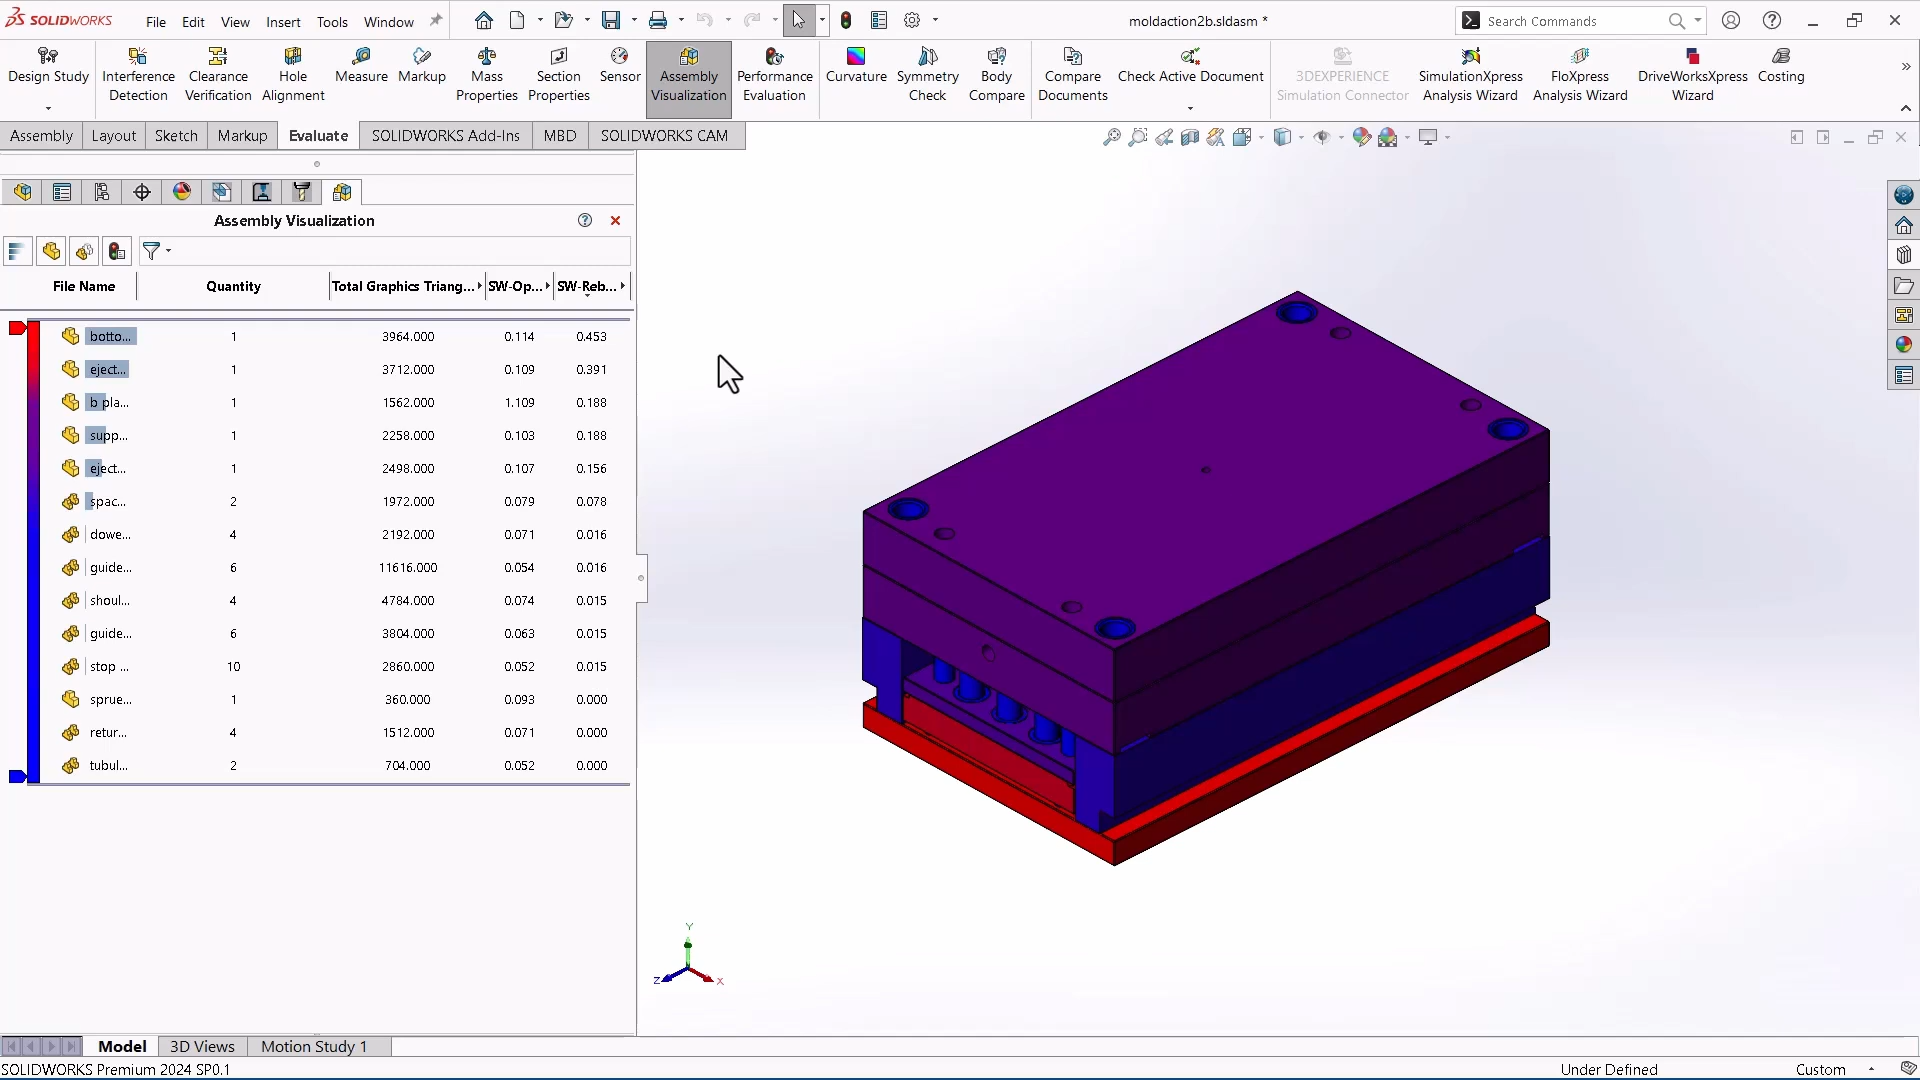 SOLIDWORKS File Edit View Insert Tools Window moldaction2b.sldasm * Search Commands
Design Study
Interference Detection
Clearance Verification
Hole Alignment
Measure
Markup
Mass Properties
Section Properties
Sensor
Assembly Visualization
Performance Evaluation
Curvature
Symmetry Check
Body Compare
Compare Documents
Check Active Document
3DEXPERIENCE Simulation Connector
SimulationXpress Analysis Wizard
FloXpress Analysis Wizard
DriveWorksXpress Wizard
Costing
Assembly Layout Sketch Markup Evaluate SOLIDWORKS Add-Ins MBD SOLIDWORKS CAM
Assembly Visualization
File Name Quantity Total Graphics Triang... SW-Op... SW-Reb...
botto... 1 3964.000 0.114 0.453
eject... 1 3712.000 0.109 0.391
b pla... 1 1562.000 1.109 0.188
supp... 1 2258.000 0.103 0.188
eject... 1 2498.000 0.107 0.156
spac... 2 1972.000 0.079 0.078
dowe... 4 2192.000 0.071 0.016
guide... 6 11616.000 0.054 0.016
shoul... 4 4784.000 0.074 0.015
guide... 6 3804.000 0.063 0.015
stop ... 10 2860.000 0.052 0.015
sprue... 1 360.000 0.093 0.000
retur... 4 1512.000 0.071 0.000
tubul... 2 704.000 0.052 0.000
Y
Z X
Model 3D Views Motion Study 1
SOLIDWORKS Premium 2024 SP0.1 Under Defined Custom